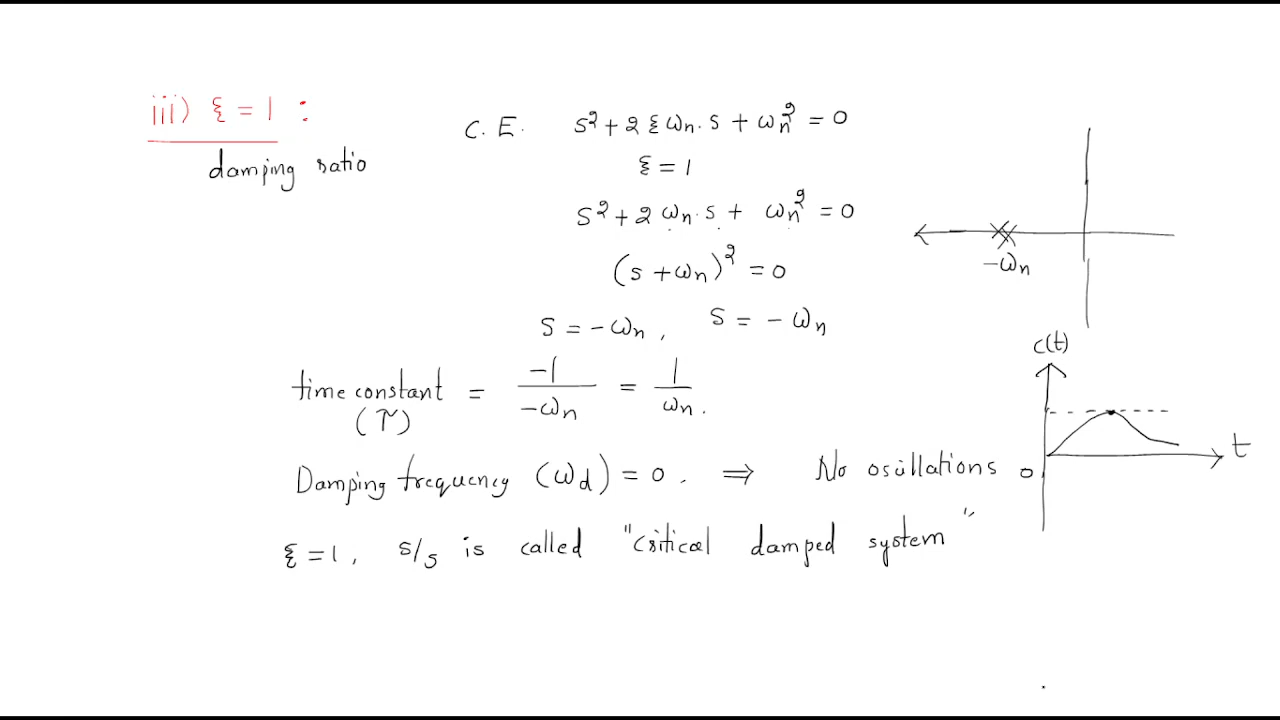 iii) ξ = 1 :
damping ratio
C. E. s² + 2 ξ ωn. s + ωn² = 0
ξ = 1
s² + 2 ωn. s + ωn² = 0
(s + ωn)² = 0
s = - ωn , s = - ωn
-ωn
c(t)
t
0
time constant = -1 / -ωn = 1 / ωn.
(τ)
Damping frequency (ωd) = 0 . ⇒ No oscillations
ξ = 1 , s/s is called "critical damped system"